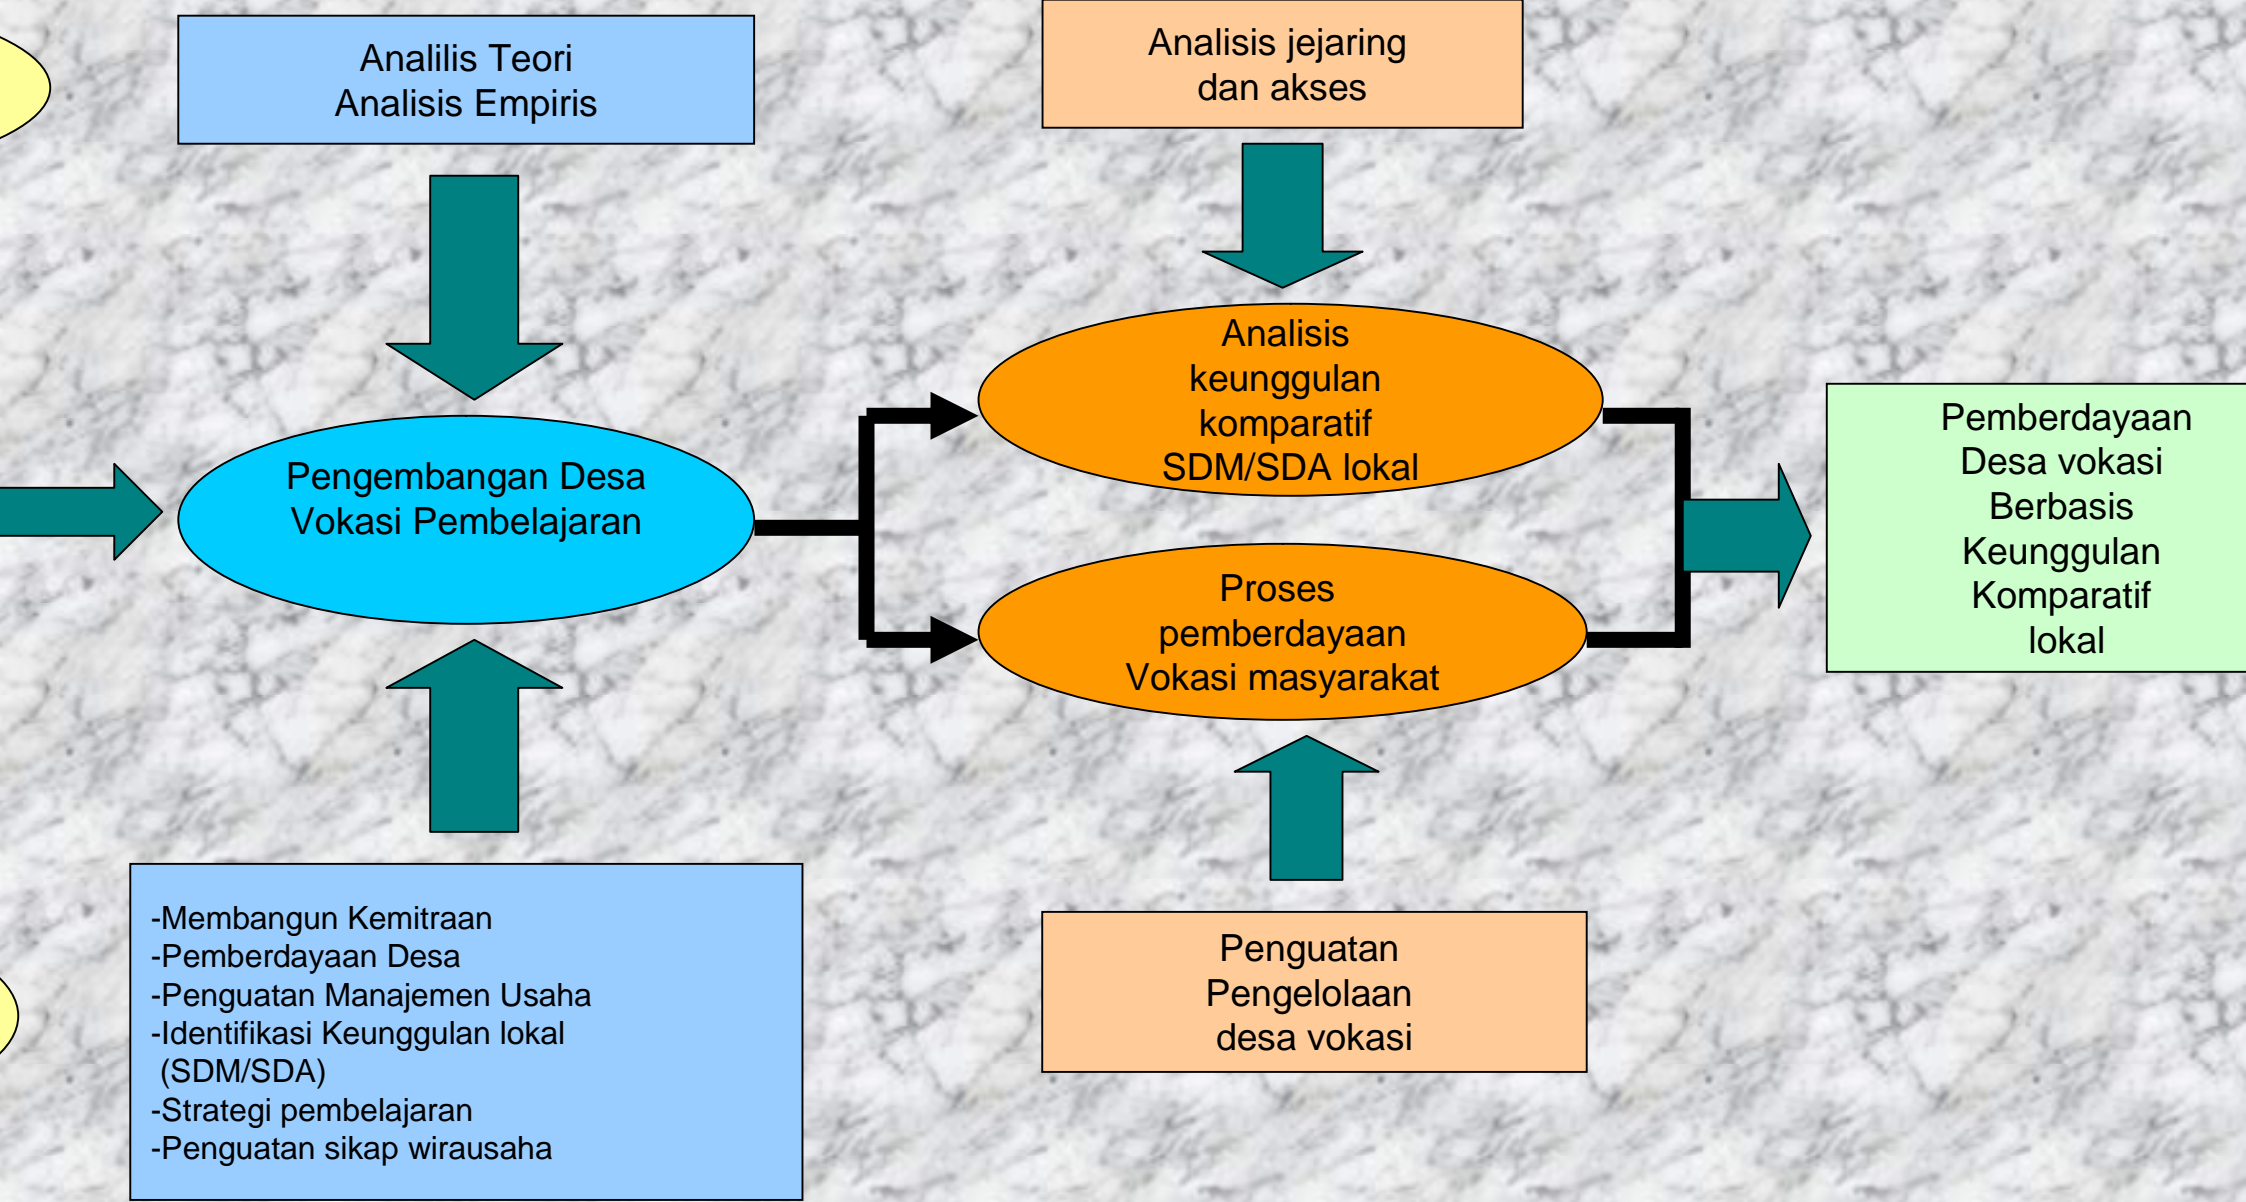 Analilis Teori
Analisis Empiris
Analisis jejaring
dan akses
Pengembangan Desa
Vokasi Pembelajaran
Analisis
keunggulan
komparatif
SDM/SDA lokal
Proses
pemberdayaan
Vokasi masyarakat
Pemberdayaan
Desa vokasi
Berbasis
Keunggulan
Komparatif
lokal
-Membangun Kemitraan
-Pemberdayaan Desa
-Penguatan Manajemen Usaha
-Identifikasi Keunggulan lokal
(SDM/SDA)
-Strategi pembelajaran
-Penguatan sikap wirausaha
Penguatan
Pengelolaan
desa vokasi